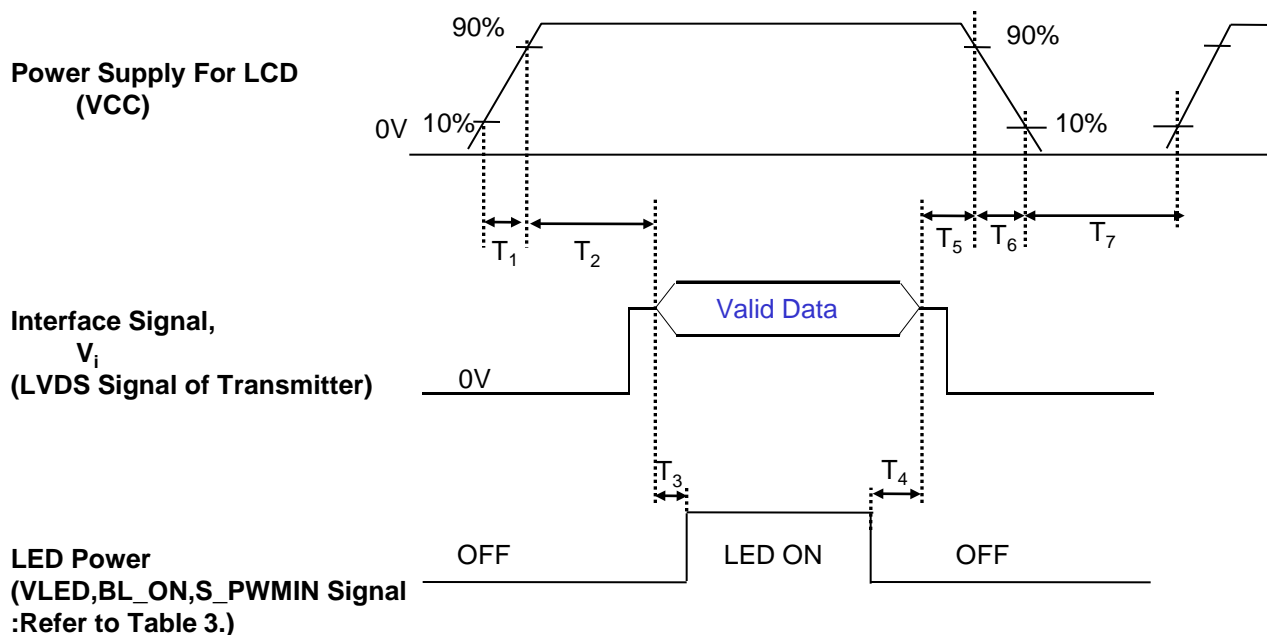 90%
90%
Power Supply For LCD
(VCC)
0V
10%
10%
T1
T2
T5
T6
T7
Interface Signal,
Vi
(LVDS Signal of Transmitter)
Valid Data
0V
T3
T4
LED Power
(VLED,BL_ON,S_PWMIN Signal
:Refer to Table 3.)
OFF
LED ON
OFF